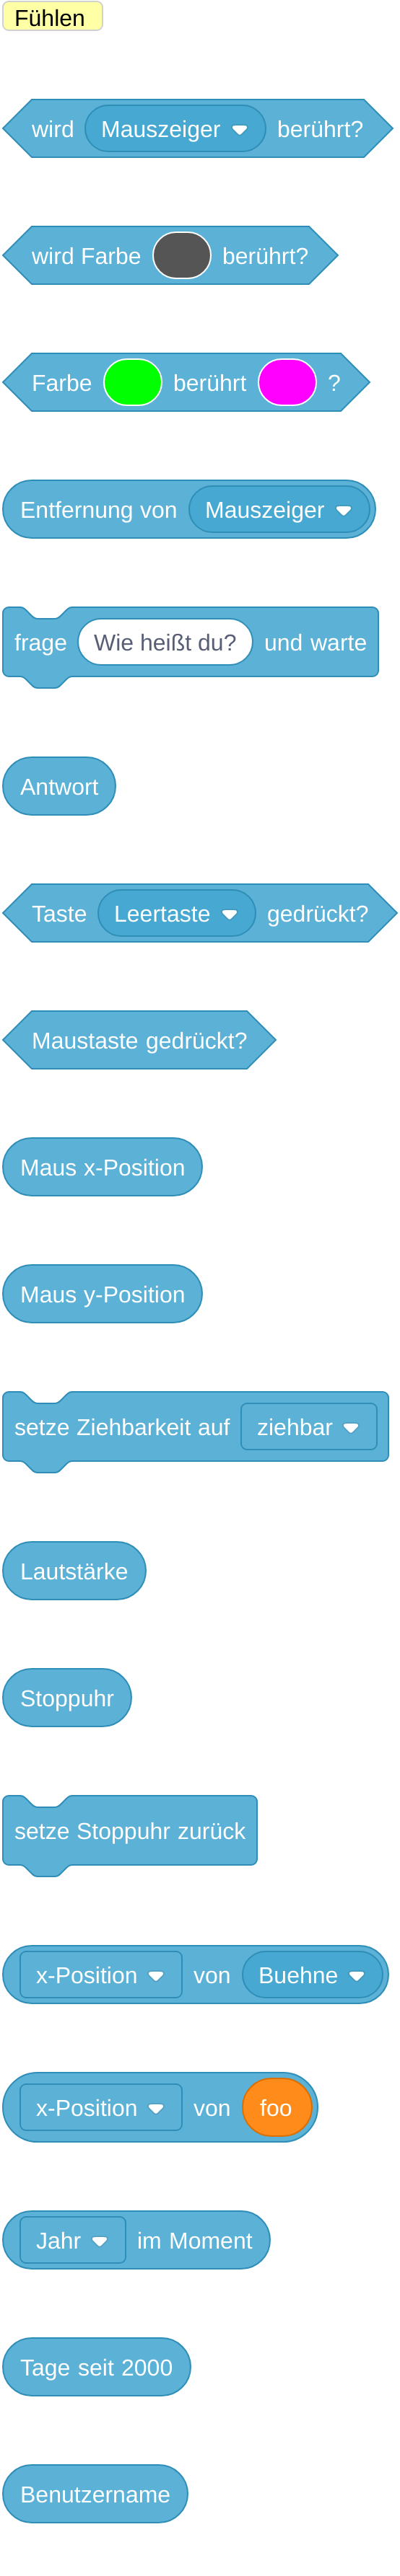 Fühlen
wird Mauszeiger berührt?
wird Farbe berührt?
Farbe berührt ?
Entfernung von Mauszeiger
frage Wie heißt du? und warte
Antwort
Taste Leertaste gedrückt?
Maustaste gedrückt?
Maus x-Position
Maus y-Position
setze Ziehbarkeit auf ziehbar
Lautstärke
Stoppuhr
setze Stoppuhr zurück
x-Position von Buehne
x-Position von foo
Jahr im Moment
Tage seit 2000
Benutzername